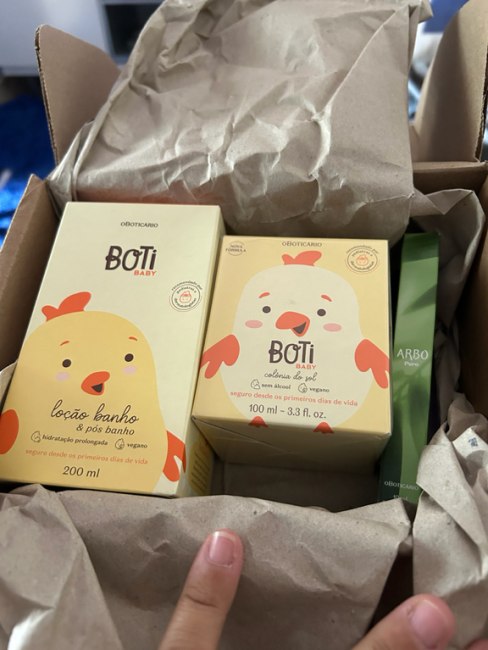 oBOTICÁRIO
BOTI
BABY
loção banho
& pós banho
hidratação prolongada
vegano
seguro desde os primeiros dias de vida
200 ml
NOVA
FÓRMULA
oBOTICÁRIO
BOTI
BABY
colônia do sol
sem álcool
vegano
seguro desde os primeiros dias de vida
100 ml - 3.3 fl. oz.
ARBO
Puro
oBOTICÁRIO